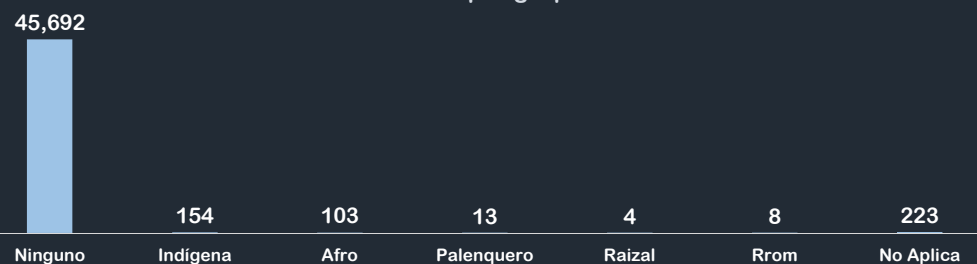 45,692
154 103 13 4 8 223
Ninguno Indígena Afro Palenquero Raizal Rrom No Aplica